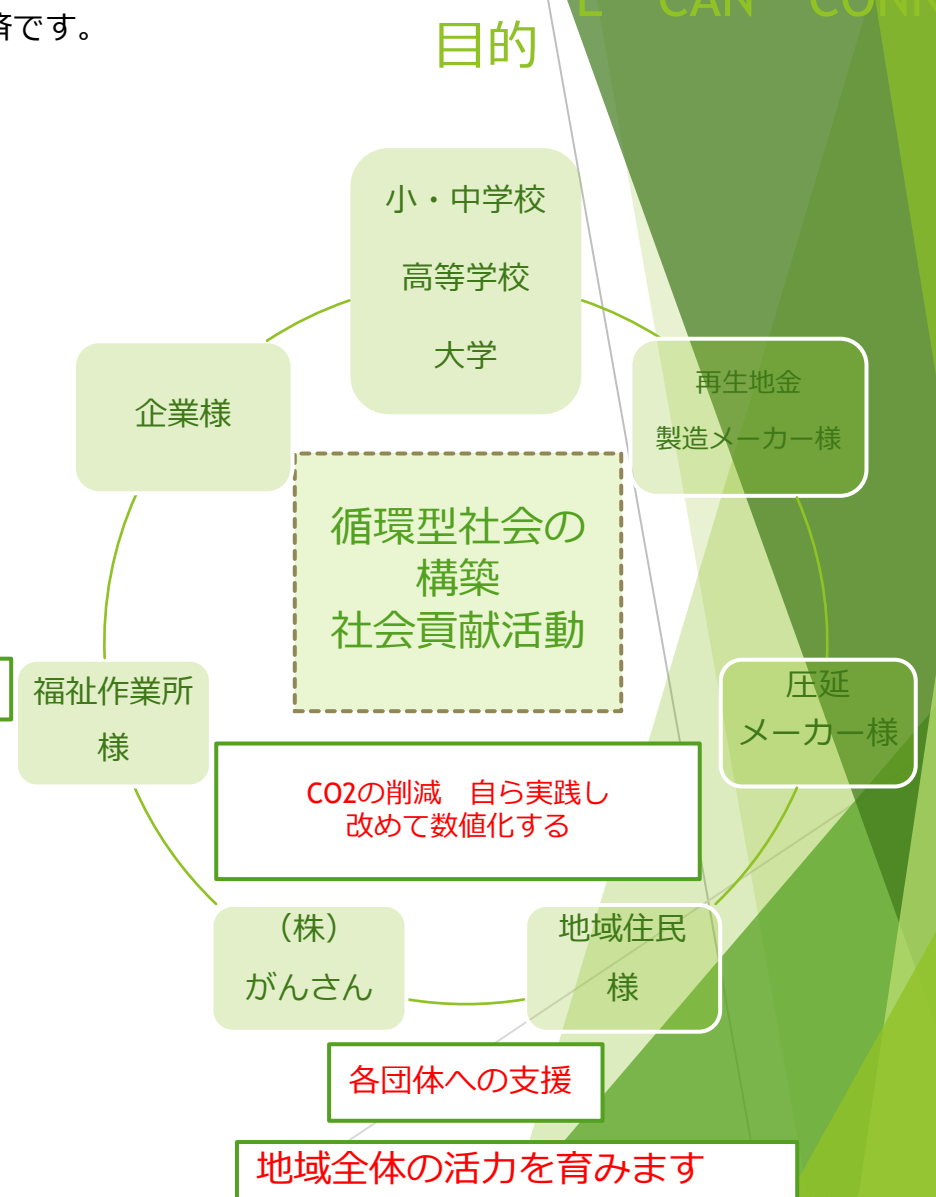 済です。
L CAN CONN
目的
小・中学校
高等学校
大学
企業様
再生地金
製造メーカー様
循環型社会の
構築
社会貢献活動
福祉作業所
様
圧延
メーカー様
CO2の削減　自ら実践し
改めて数値化する
（株）
がんさん
地域住民
様
各団体への支援
地域全体の活力を育みます